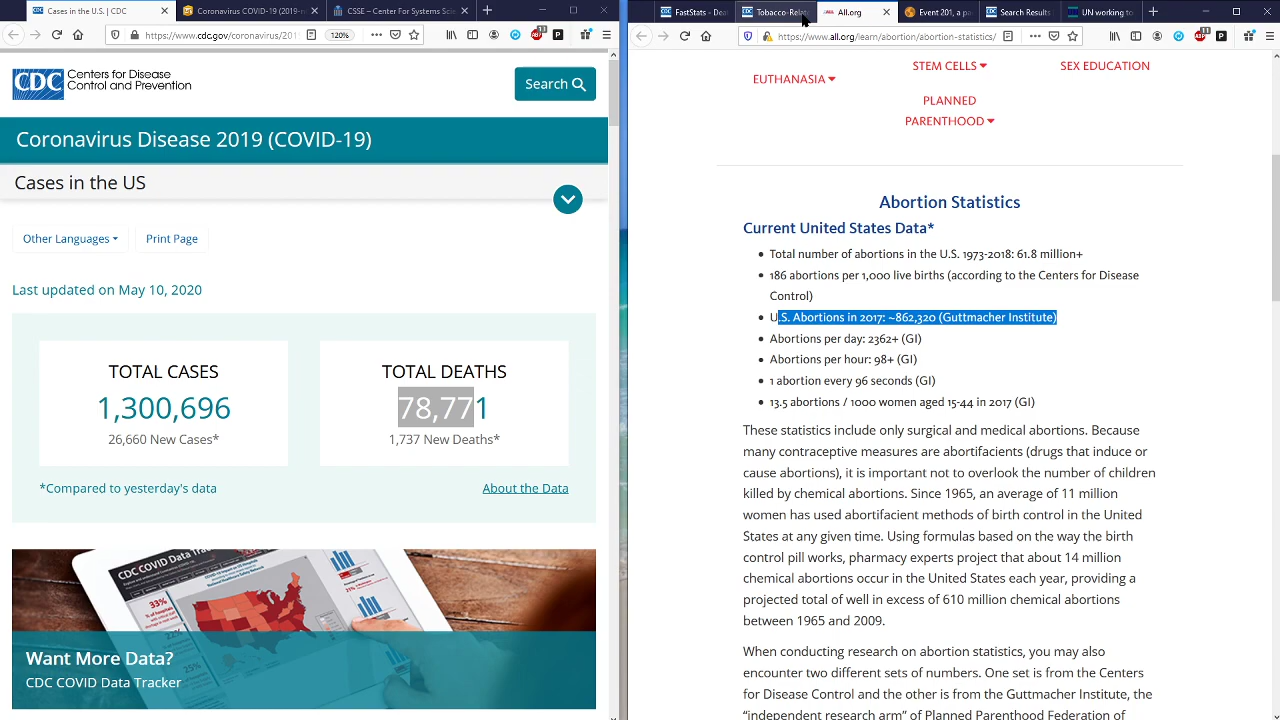 Cases in the U.S. | CDC
Coronavirus COVID-19 (2019-n
CSSE – Center For Systems Scie
https://www.cdc.gov/coronavirus/201
120%
CDC
Centers for Disease
Control and Prevention
Search
Coronavirus Disease 2019 (COVID-19)
Cases in the US
Other Languages
Print Page
Last updated on May 10, 2020
TOTAL CASES
1,300,696
26,660 New Cases*
TOTAL DEATHS
78,771
1,737 New Deaths*
*Compared to yesterday's data
About the Data
CDC COVID Data Tracker
33%
Want More Data?
CDC COVID Data Tracker
FastStats - Deat
Tobacco-Rela
All.org
Event 201, a pa
Search Results
UN working to
https://www.all.org/learn/abortion/abortion-statistics/
EUTHANASIA
STEM CELLS
SEX EDUCATION
PLANNED
PARENTHOOD
Abortion Statistics
Current United States Data*
Total number of abortions in the U.S. 1973-2018: 61.8 million+
186 abortions per 1,000 live births (according to the Centers for Disease
Control)
U.S. Abortions in 2017: ~862,320 (Guttmacher Institute)
Abortions per day: 2362+ (GI)
Abortions per hour: 98+ (GI)
1 abortion every 96 seconds (GI)
13.5 abortions / 1000 women aged 15-44 in 2017 (GI)
These statistics include only surgical and medical abortions. Because
many contraceptive measures are abortifacients (drugs that induce or
cause abortions), it is important not to overlook the number of children
killed by chemical abortions. Since 1965, an average of 11 million
women has used abortifacient methods of birth control in the United
States at any given time. Using formulas based on the way the birth
control pill works, pharmacy experts project that about 14 million
chemical abortions occur in the United States each year, providing a
projected total of well in excess of 610 million chemical abortions
between 1965 and 2009.
When conducting research on abortion statistics, you may also
encounter two different sets of numbers. One set is from the Centers
for Disease Control and the other is from the Guttmacher Institute, the
“independent research arm” of Planned Parenthood Federation of